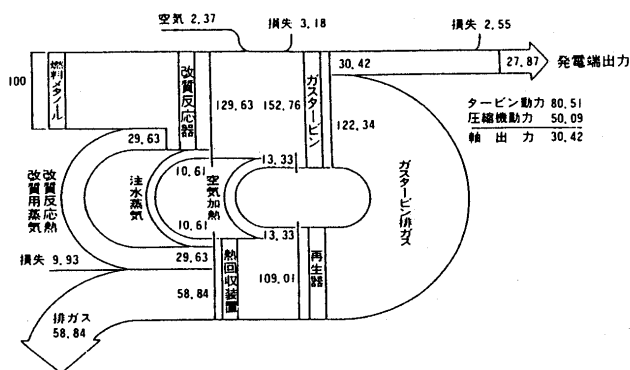 空気 2.37
損失 3.18
損失 2.55
100
燃料メタノール
改質反応器
129.63
152.76
ガスタービン
30.42
27.87
発電端出力
122.34
タービン動力 80.51
圧縮機動力 50.09
軸出力 30.42
29.63
10.61
13.33
改質反応熱
改質用蒸気
注水蒸気
空気加熱
ガスタービン排ガス
10.61
13.33
損失 9.93
29.63
58.84
熱回収装置
109.01
再生器
排ガス
58.84